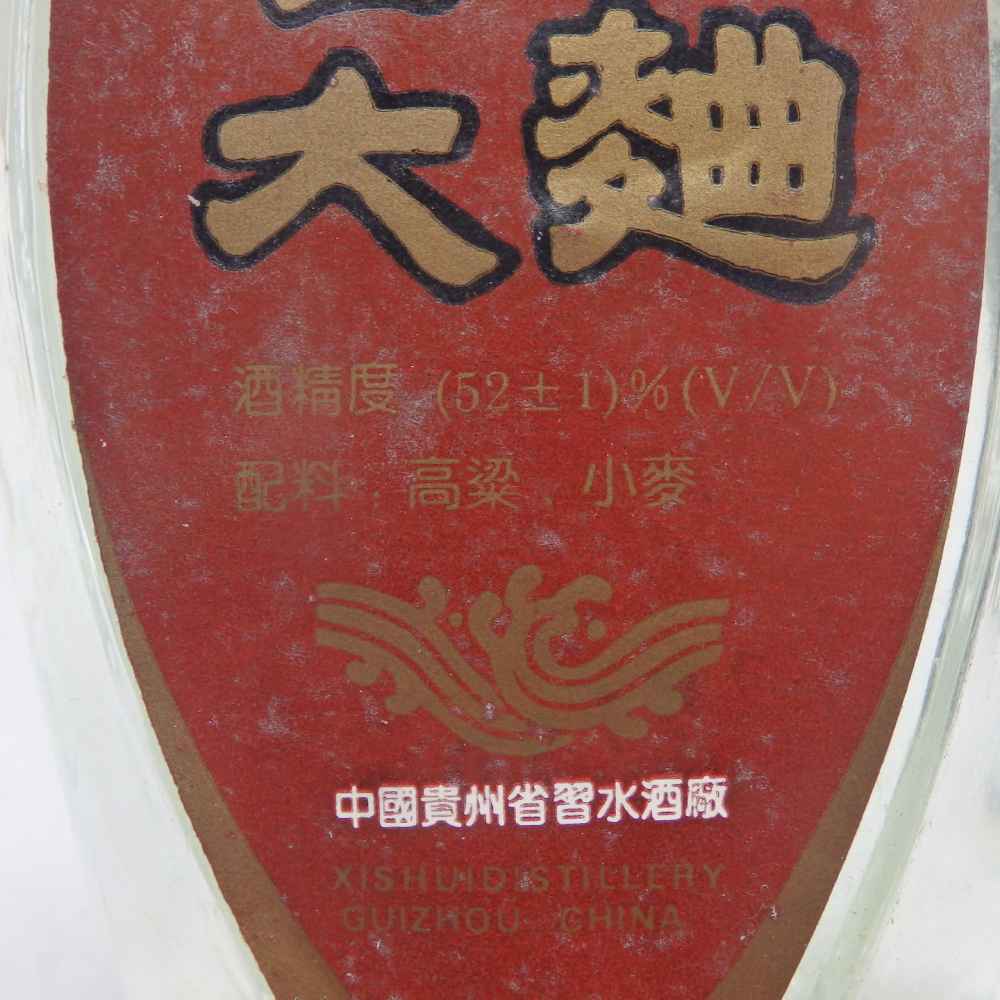 大麯
酒精度 (52±1)%(V/V)
配料：高粱、小麥
中國貴州省習水酒廠
XISHUI DISTILLERY
GUIZHOU CHINA